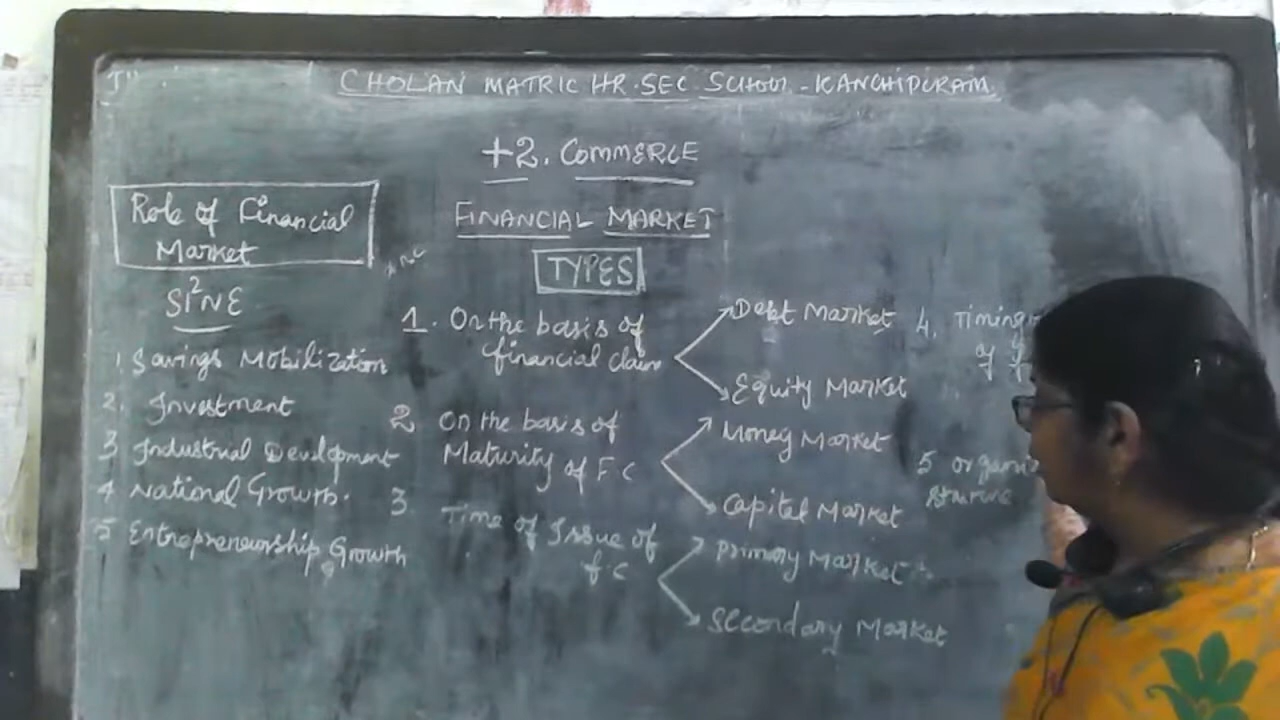 CHOLAN MATRIC HR.SEC SCHOOL - KANCHIPURAM.
+2. COMMERCE
FINANCIAL MARKET
Role of Financial
Market
SI²NE
1. Savings Mobilization
2. Investment
3 Industrial Development
4 National Growth.
5 Entrepreneurship Growth
TYPES
1. On the basis of
financial claim
Debt Market
Equity Market
2 On the basis of
Maturity of F C
Money Market
Capital Market
3. Time of Issue of
f.c
Primary Market
Secondary Market
4. Timing
of
5